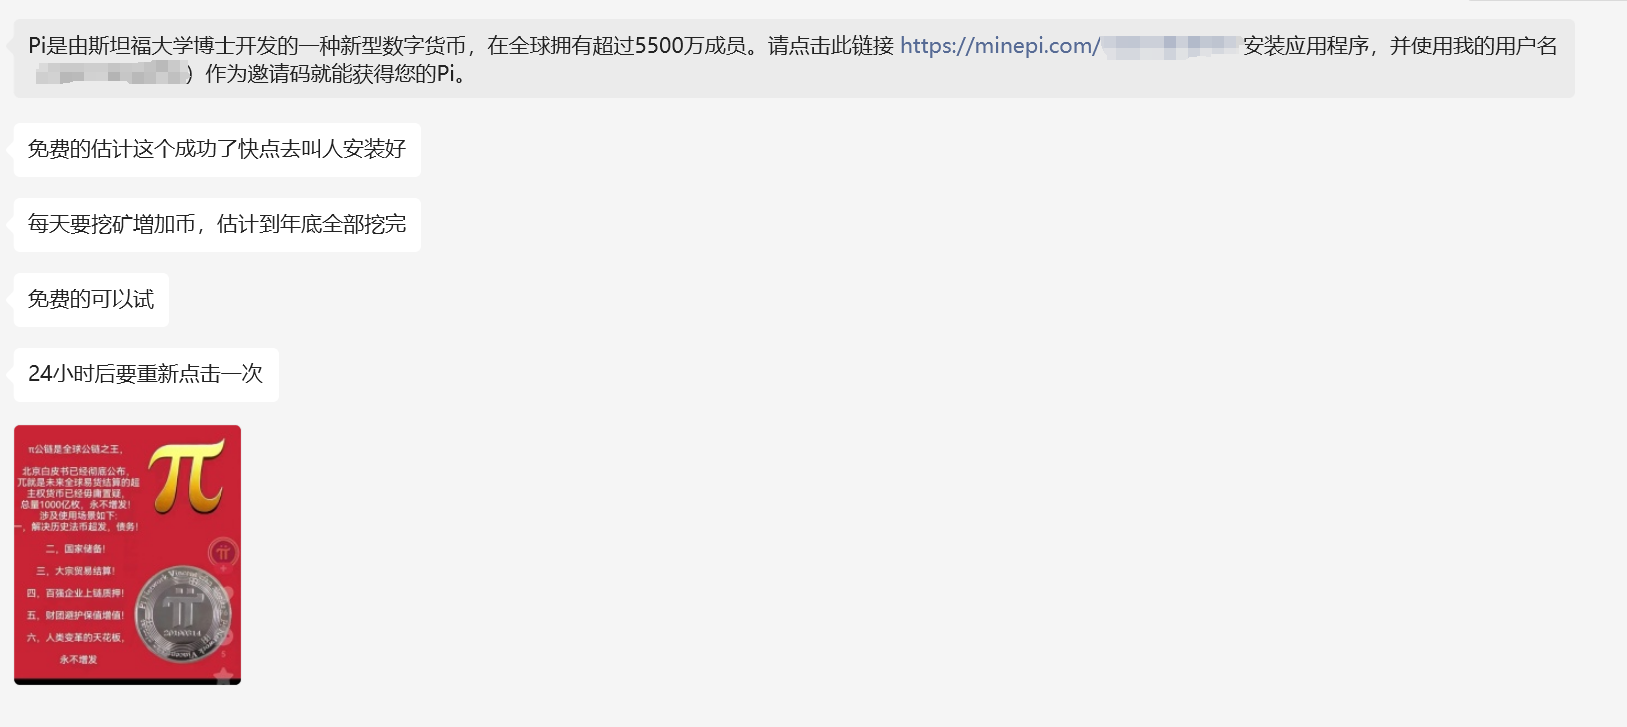 Pi是由斯坦福大学博士开发的一种新型数字货币，在全球拥有超过5500万成员。请点击此链接 https://minepi.com/ 安装应用程序，并使用我的用户名
）作为邀请码就能获得您的Pi。
免费的估计这个成功了快点去叫人安装好
每天要挖矿增加币，估计到年底全部挖完
免费的可以试
24小时后要重新点击一次
π公链是全球公链之王，
北京白皮书已经彻底公布，
兀就是未来全球易货结算的超
主权货币已经毋庸置疑，
总量1000亿枚，永不增发！
涉及使用场景如下：
一，解决历史法币超发，债务！
二，国家储备！
三，大宗贸易结算！
四，百强企业上链质押！
五，财团避护保值增值！
六，人类变革的天花板，
永不增发